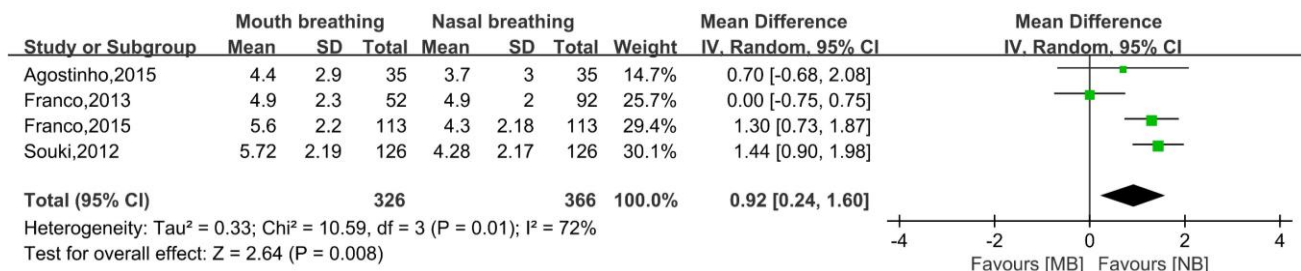 Mouth breathing Nasal breathing Mean Difference Mean Difference
Study or Subgroup Mean SD Total Mean SD Total Weight IV, Random, 95% CI IV, Random, 95% CI
Agostinho,2015 4.4 2.9 35 3.7 3 35 14.7% 0.70 [-0.68, 2.08]
Franco,2013 4.9 2.3 52 4.9 2 92 25.7% 0.00 [-0.75, 0.75]
Franco,2015 5.6 2.2 113 4.3 2.18 113 29.4% 1.30 [0.73, 1.87]
Souki,2012 5.72 2.19 126 4.28 2.17 126 30.1% 1.44 [0.90, 1.98]
Total (95% CI) 326 366 100.0% 0.92 [0.24, 1.60]
Heterogeneity: Tau² = 0.33; Chi² = 10.59, df = 3 (P = 0.01); I² = 72%
Test for overall effect: Z = 2.64 (P = 0.008)
-4 -2 0 2 4
Favours [MB] Favours [NB]